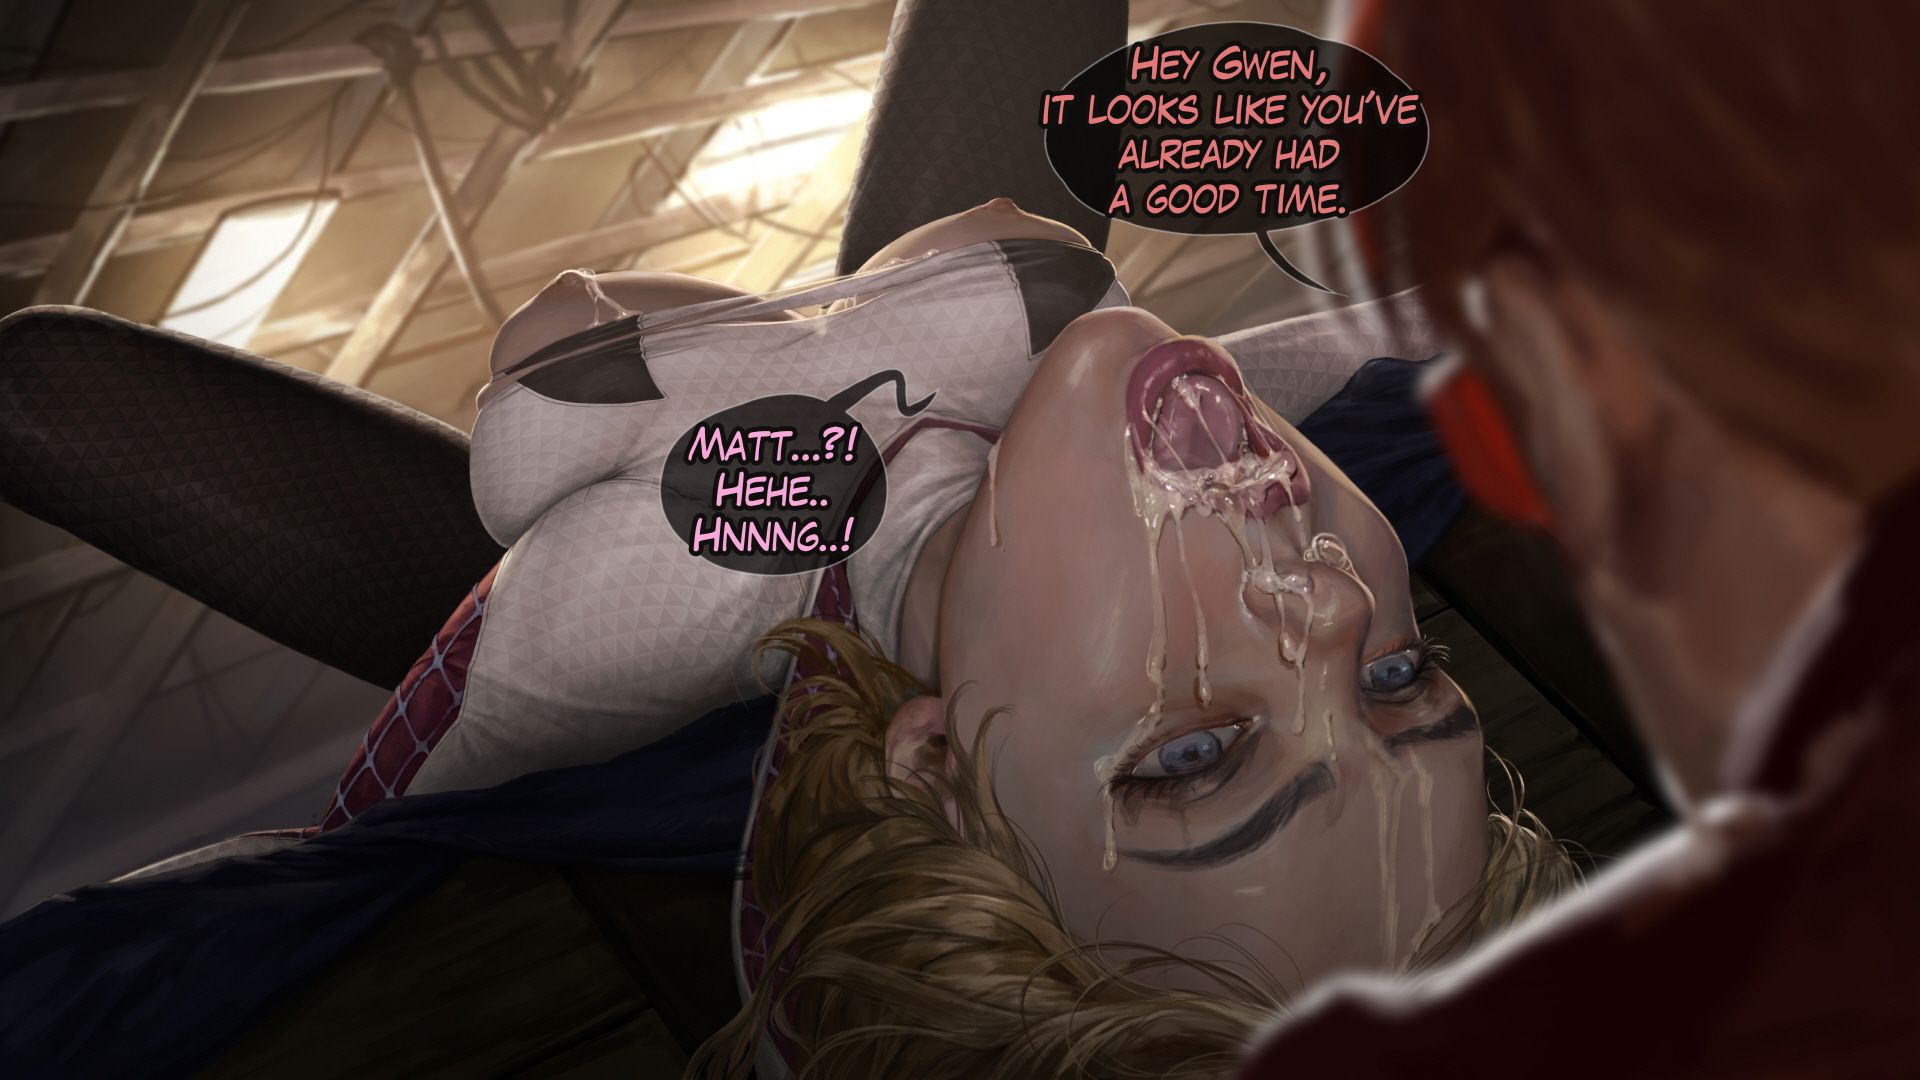 HEY GWEN,
IT LOOKS LIKE YOU'VE
ALREADY HAD
A GOOD TIME.
MATT...?!
HEHE..
HNNNG..!